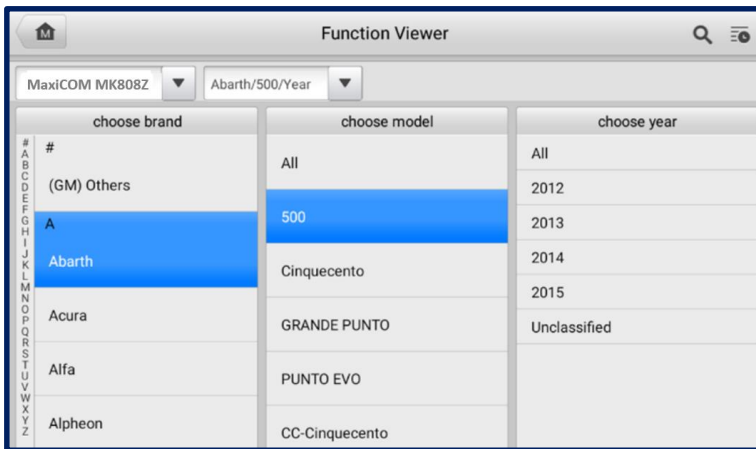 M
Function Viewer
MaxiCOM MK808Z
Abarth/500/Year
choose brand
#
A
B
C
D
E
F
G
H
I
J
K
L
M
N
O
P
Q
R
S
T
U
V
W
X
Y
Z
#
(GM) Others
A
Abarth
Acura
Alfa
Alpheon
choose model
All
500
Cinquecento
GRANDE PUNTO
PUNTO EVO
CC-Cinquecento
choose year
All
2012
2013
2014
2015
Unclassified